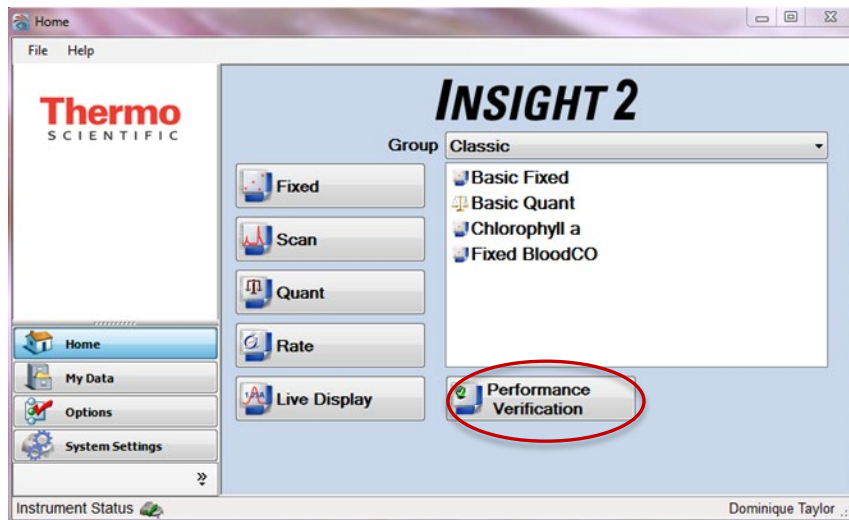 Home
File Help
Thermo
SCIENTIFIC
INSIGHT 2
Group Classic
Fixed
Scan
Quant
Rate
Live Display
Basic Fixed
Basic Quant
Chlorophyll a
Fixed BloodCO
Performance
Verification
Home
My Data
Options
System Settings
Instrument Status
Dominique Taylor